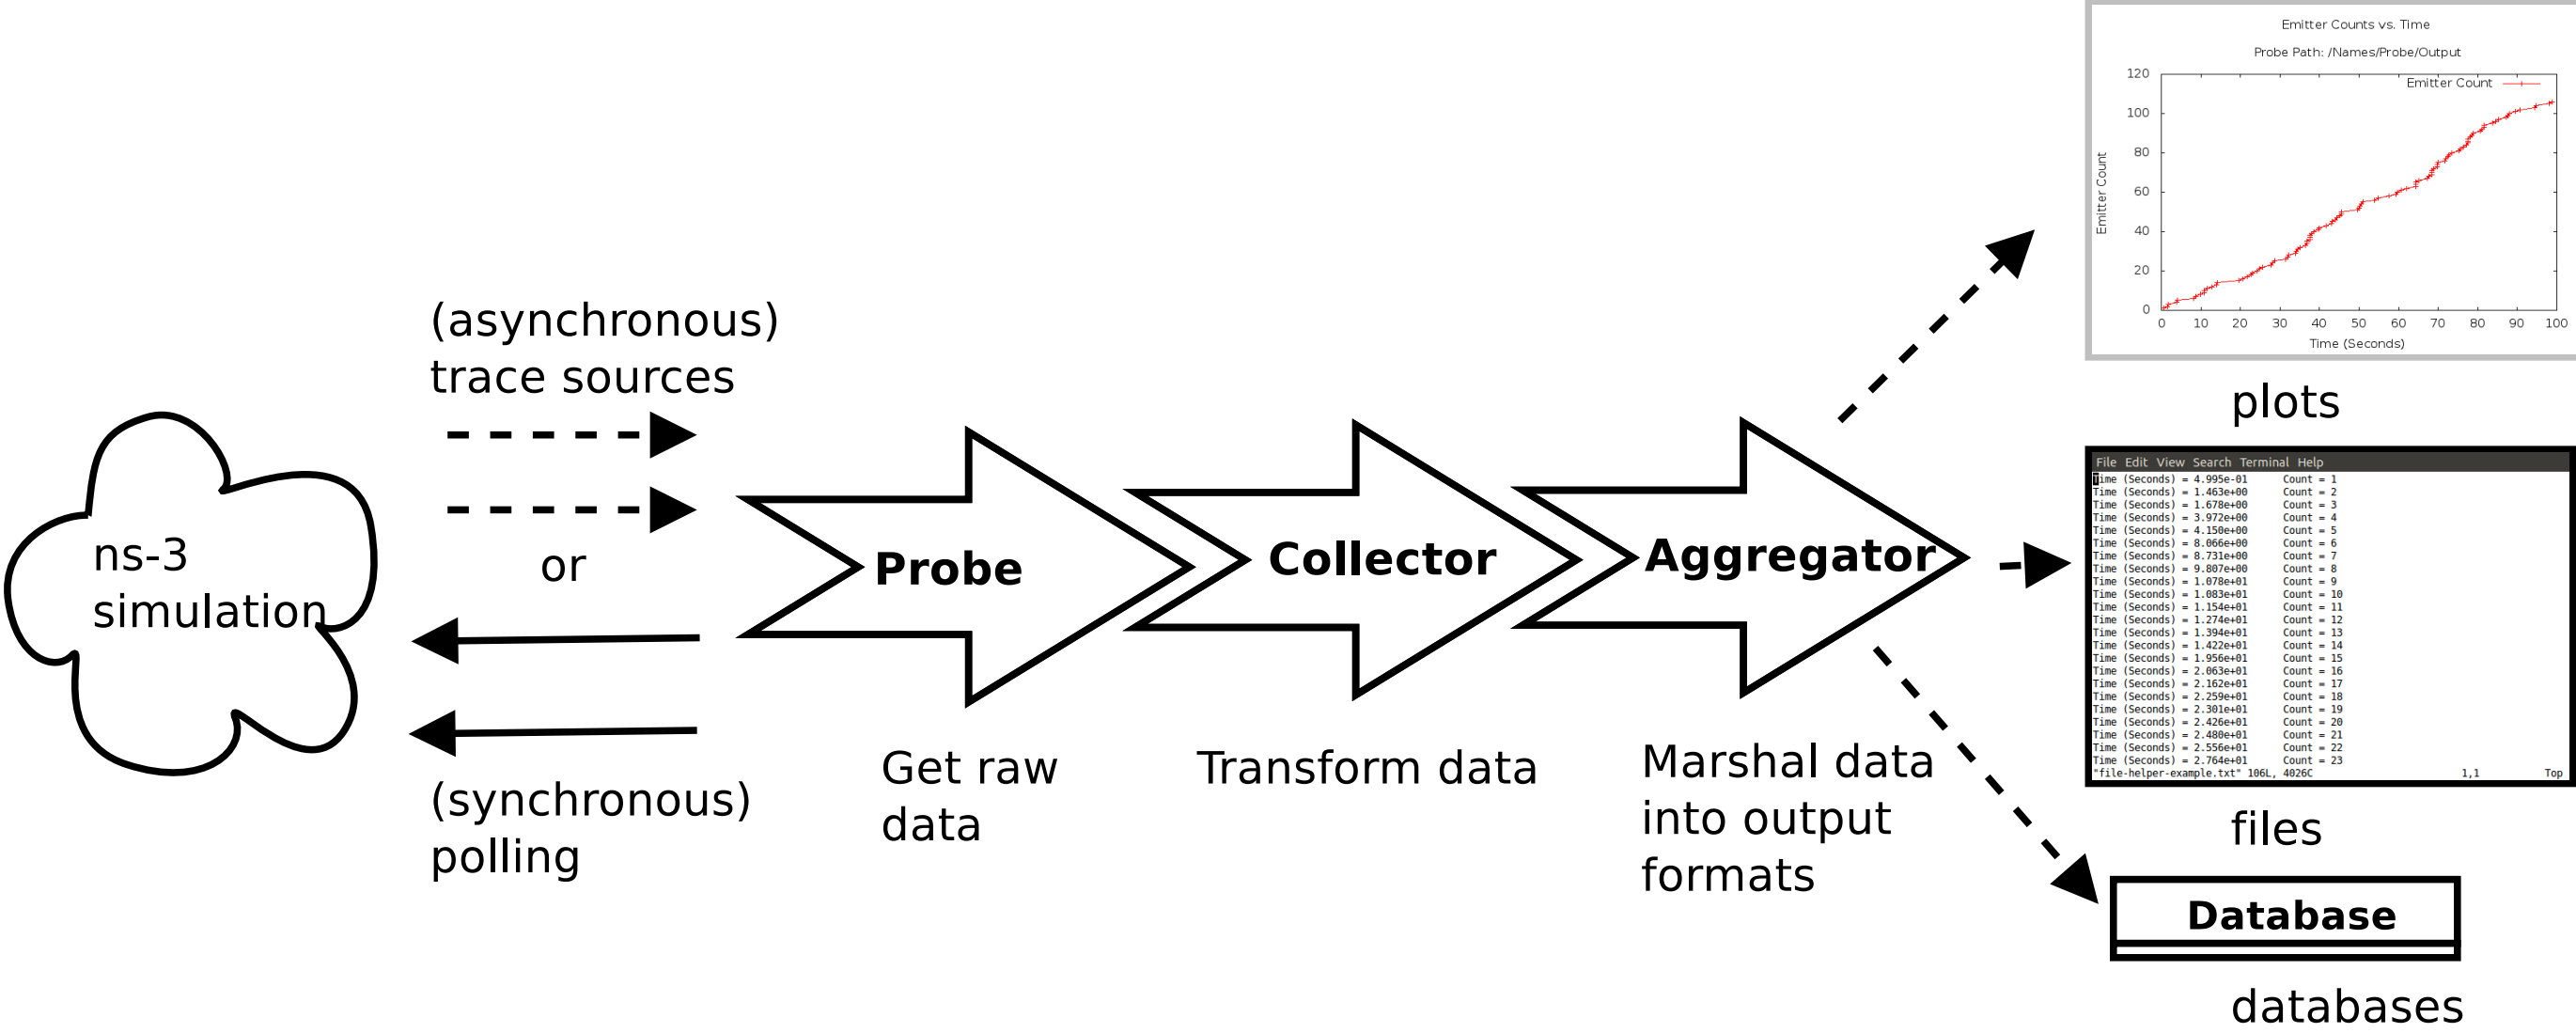 Emitter Counts vs. Time
Probe Path: /Names/Probe/Output
Emitter Count
120
100
80
60
40
20
0
0 10 20 30 40 50 60 70 80 90 100
Emitter Count
Time (Seconds)
plots
(asynchronous)
trace sources
or
(synchronous)
polling
ns-3
simulation
Probe
Collector
Aggregator
Get raw
data
Transform data
Marshal data
into output
formats
File Edit View Search Terminal Help
Time (Seconds) = 4.995e-01 Count = 1
Time (Seconds) = 1.463e+00 Count = 2
Time (Seconds) = 1.678e+00 Count = 3
Time (Seconds) = 3.972e+00 Count = 4
Time (Seconds) = 4.150e+00 Count = 5
Time (Seconds) = 8.066e+00 Count = 6
Time (Seconds) = 8.731e+00 Count = 7
Time (Seconds) = 9.807e+00 Count = 8
Time (Seconds) = 1.078e+01 Count = 9
Time (Seconds) = 1.083e+01 Count = 10
Time (Seconds) = 1.154e+01 Count = 11
Time (Seconds) = 1.274e+01 Count = 12
Time (Seconds) = 1.394e+01 Count = 13
Time (Seconds) = 1.422e+01 Count = 14
Time (Seconds) = 1.956e+01 Count = 15
Time (Seconds) = 2.063e+01 Count = 16
Time (Seconds) = 2.162e+01 Count = 17
Time (Seconds) = 2.259e+01 Count = 18
Time (Seconds) = 2.301e+01 Count = 19
Time (Seconds) = 2.426e+01 Count = 20
Time (Seconds) = 2.480e+01 Count = 21
Time (Seconds) = 2.556e+01 Count = 22
Time (Seconds) = 2.764e+01 Count = 23
"file-helper-example.txt" 106L, 4026C 1,1 Top
files
Database
databases